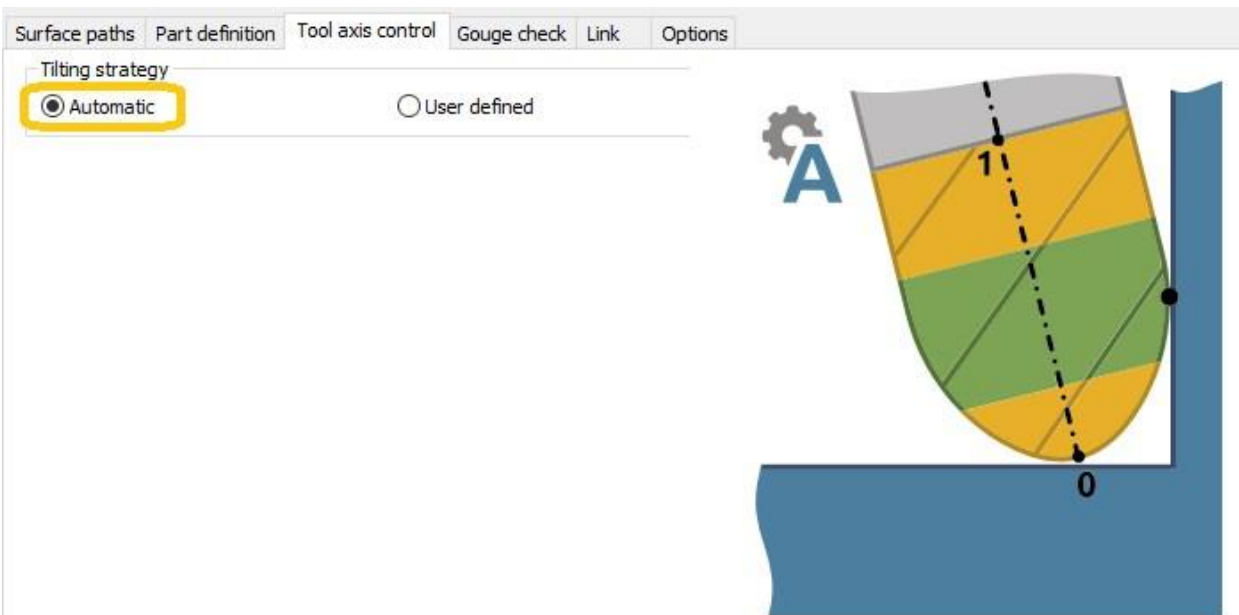 Surface paths Part definition Tool axis control Gouge check Link Options
Tilting strategy
Automatic User defined
A
1
0